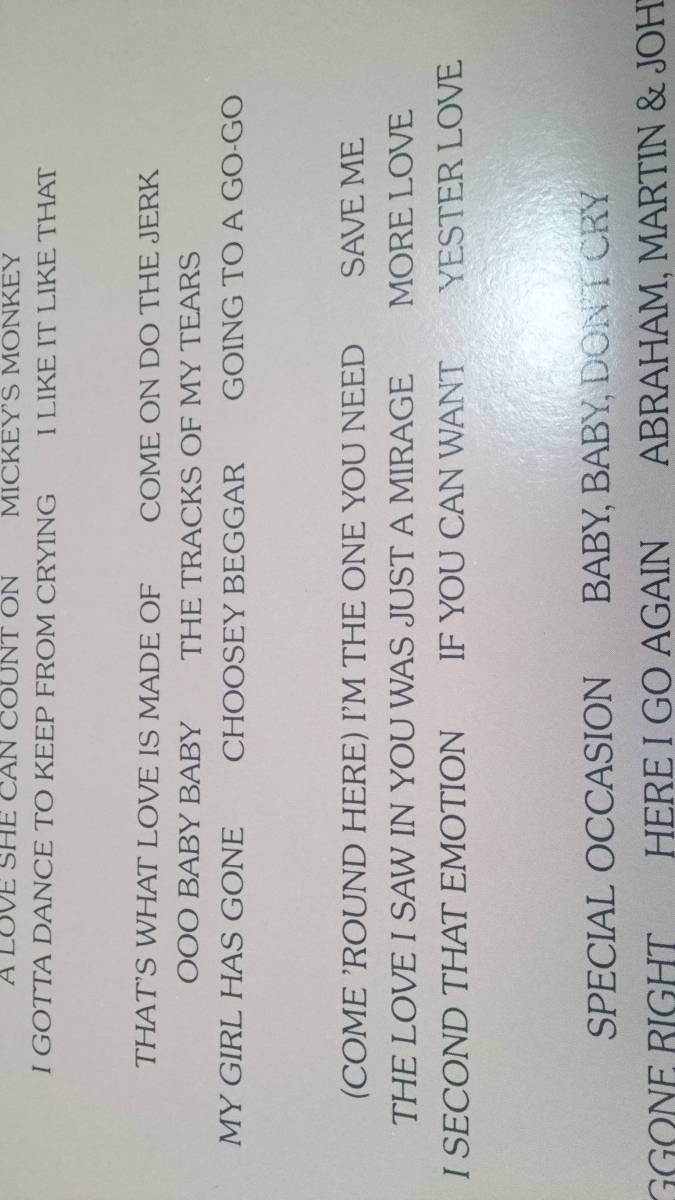 A LOVE SHE CAN COUNT ON MICKEY'S MONKEY
I GOTTA DANCE TO KEEP FROM CRYING I LIKE IT LIKE THAT
THAT'S WHAT LOVE IS MADE OF COME ON DO THE JERK
OOO BABY BABY THE TRACKS OF MY TEARS
MY GIRL HAS GONE CHOOSEY BEGGAR GOING TO A GO-GO
(COME 'ROUND HERE) I'M THE ONE YOU NEED SAVE ME
THE LOVE I SAW IN YOU WAS JUST A MIRAGE MORE LOVE
I SECOND THAT EMOTION IF YOU CAN WANT YESTER LOVE
SPECIAL OCCASION BABY, BABY, DON'T CRY
GGONE RIGHT HERE I GO AGAIN ABRAHAM, MARTIN & JOH